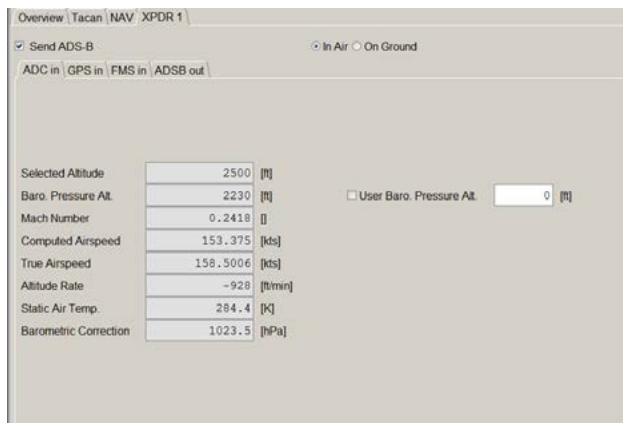 Overview Tacan NAV XPDR 1
Send ADS-B In Air On Ground
ADC in GPS in FMS in ADSB out
Selected Altitude 2500 [ft]
Baro. Pressure Alt. 2230 [ft] User Baro. Pressure Alt. 0 [ft]
Mach Number 0.2418 []
Computed Airspeed 153.375 [kts]
True Airspeed 158.5006 [kts]
Altitude Rate -928 [ft/min]
Static Air Temp. 284.4 [K]
Barometric Correction 1023.5 [hPa]